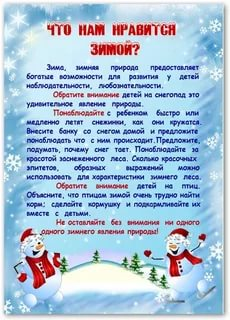 ЧТО НАМ НРАВИТСЯ
ЗИМОЙ?
Зима, зимняя природа предоставляет
богатые возможности для развития у детей
наблюдательности, любознательности.
Обратите внимание детей на снегопад это
удивительное явление природы.
Понаблюдайте с ребенком быстро или
медленно летят снежинки, как они кружатся.
Внесите банку со снегом домой и предложите
понаблюдать что с ним происходит. Предложите,
подумать, почему снег тает. Понаблюдайте за
красотой заснеженного леса. Сколько красочных
эпитетов, образных выражений можно
использовать для характеристики зимнего леса.
Обратите внимание детей на птиц.
Объясните, что птицам зимой очень трудно найти
корм; сделайте кормушку и подкармливайте их
вместе с детьми.
Не оставляйте без внимания ни одного
одного зимнего явления природы!